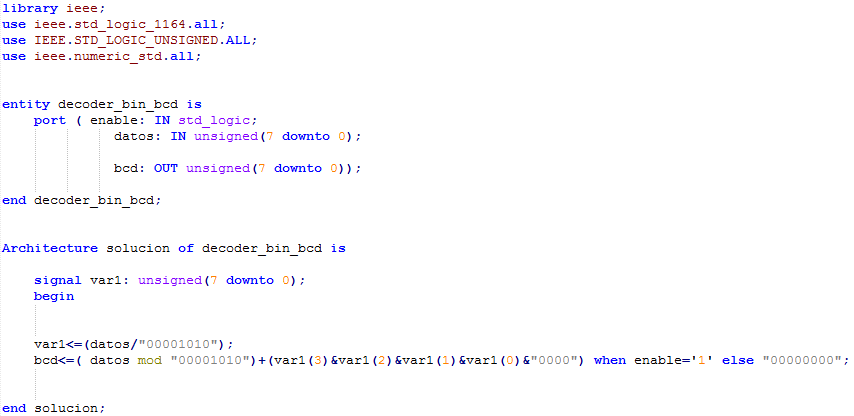 library ieee;
use ieee.std_logic_1164.all;
use IEEE.STD_LOGIC_UNSIGNED.ALL;
use ieee.numeric_std.all;
entity decoder_bin_bcd is
port ( enable: IN std_logic;
datos: IN unsigned(7 downto 0);
bcd: OUT unsigned(7 downto 0));
end decoder_bin_bcd;
Architecture solucion of decoder_bin_bcd is
signal var1: unsigned(7 downto 0);
begin
var1<=(datos/"00001010");
bcd<=( datos mod "00001010")+(var1(3)&var1(2)&var1(1)&var1(0)&"0000") when enable='1' else "00000000";
end solucion;